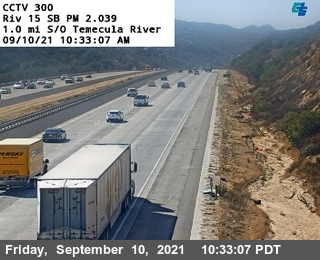 CCTV 300
Riv 15 SB PM 2.039
1.0 mi S/O Temecula River
09/10/21 10:33:07 AM
PENSKE
Friday, September 10, 2021 10:33:07 PDT